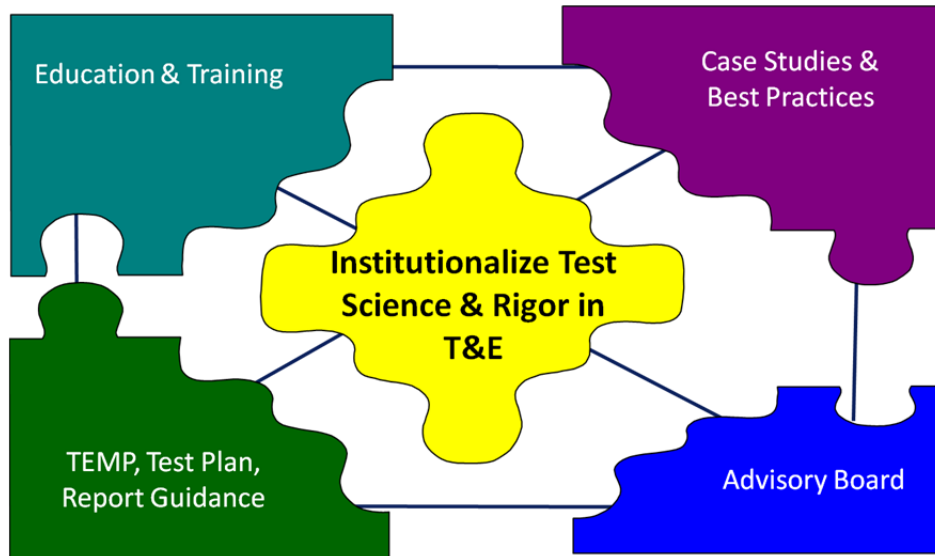 Education & Training
Case Studies &
Best Practices
Institutionalize Test
Science & Rigor in
T&E
TEMP, Test Plan,
Report Guidance
Advisory Board